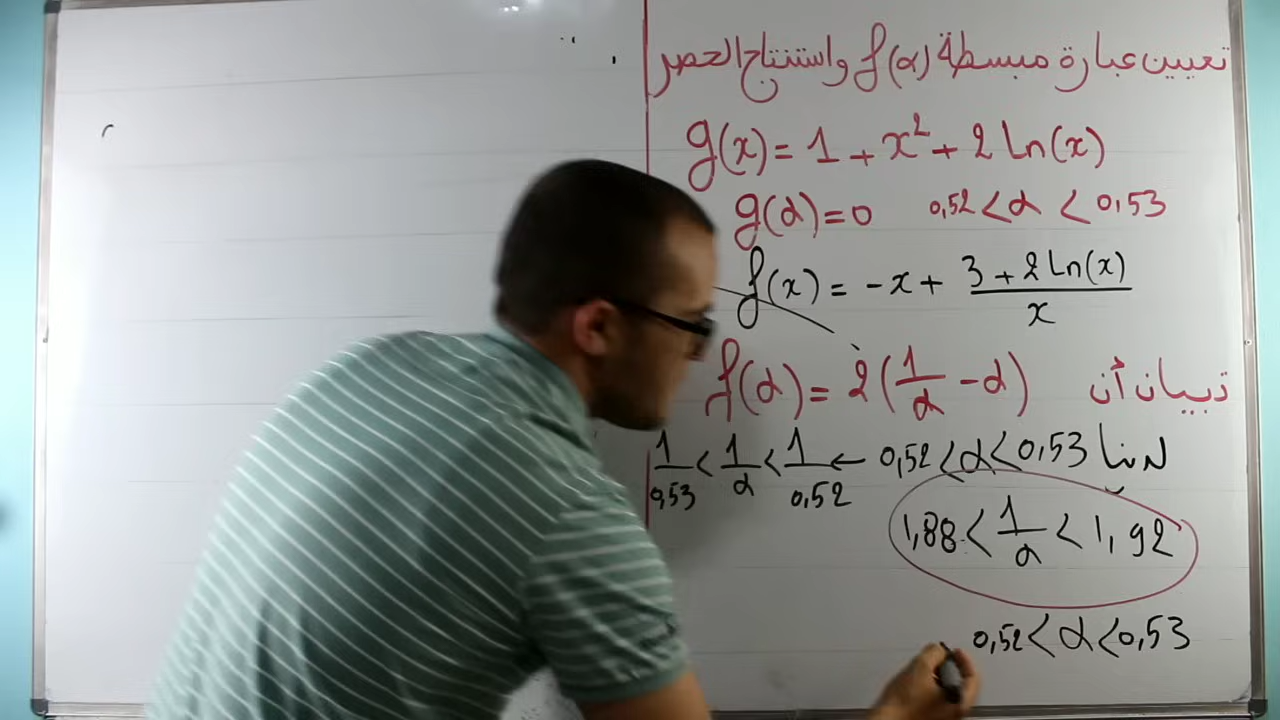 تعيين عبارة مبسطة f(α) واستنتاج الحصر
g(x) = 1 + x² + 2 Ln(x)
g(α) = 0 0,52 < α < 0,53
f(x) = -x + (3 + 2 Ln(x)) / x
تبيان أن f(α) = 2(1/α - α)
لدينا 0,52 < α < 0,53 ← 1/0,53 < 1/α < 1/0,52
1,88 < 1/α < 1,92
0,52 < α < 0,53